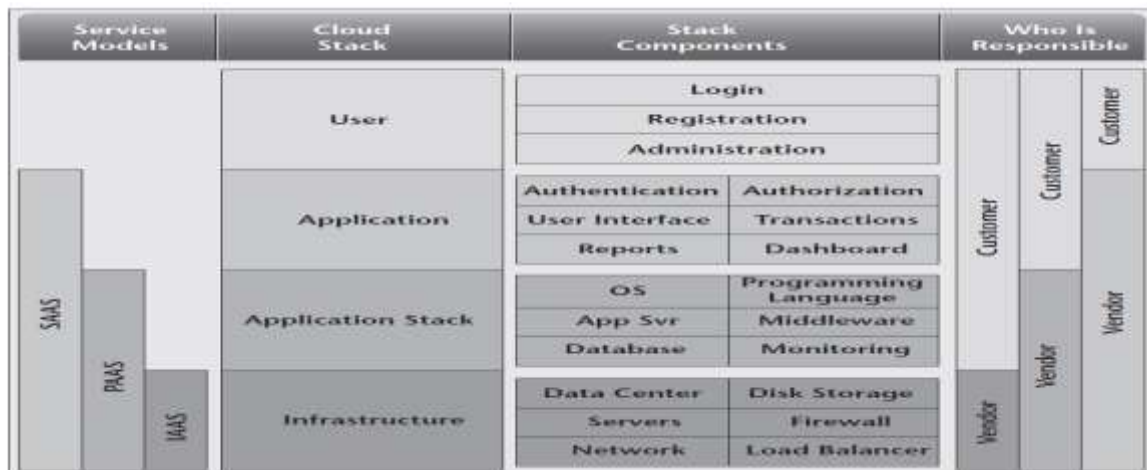 Service
Models
Cloud
Stack
Stack
Components
Who Is
Responsible
User
Login
Registration
Administration
Customer
Customer
Customer
Application
Authentication
Authorization
User Interface
Transactions
Reports
Dashboard
SAAS
PAAS
IAAS
Application Stack
OS
Programming
Language
App Svr
Middleware
Database
Monitoring
Infrastructure
Data Center
Disk Storage
Servers
Firewall
Network
Load Balancer
Vendor
Vendor
Vendor